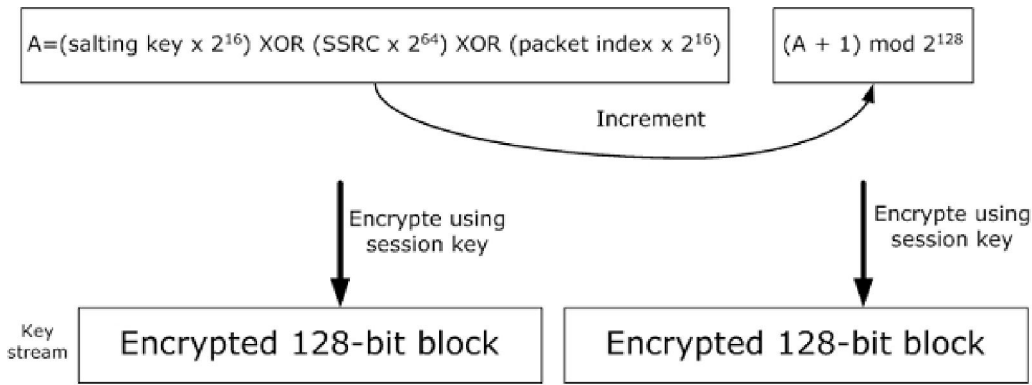 A=(salting key x 2¹⁶) XOR (SSRC x 2⁶⁴) XOR (packet index x 2¹⁶)
(A + 1) mod 2¹²⁸
Increment
Encrypte using
session key
Encrypte using
session key
Key
stream
Encrypted 128-bit block
Encrypted 128-bit block